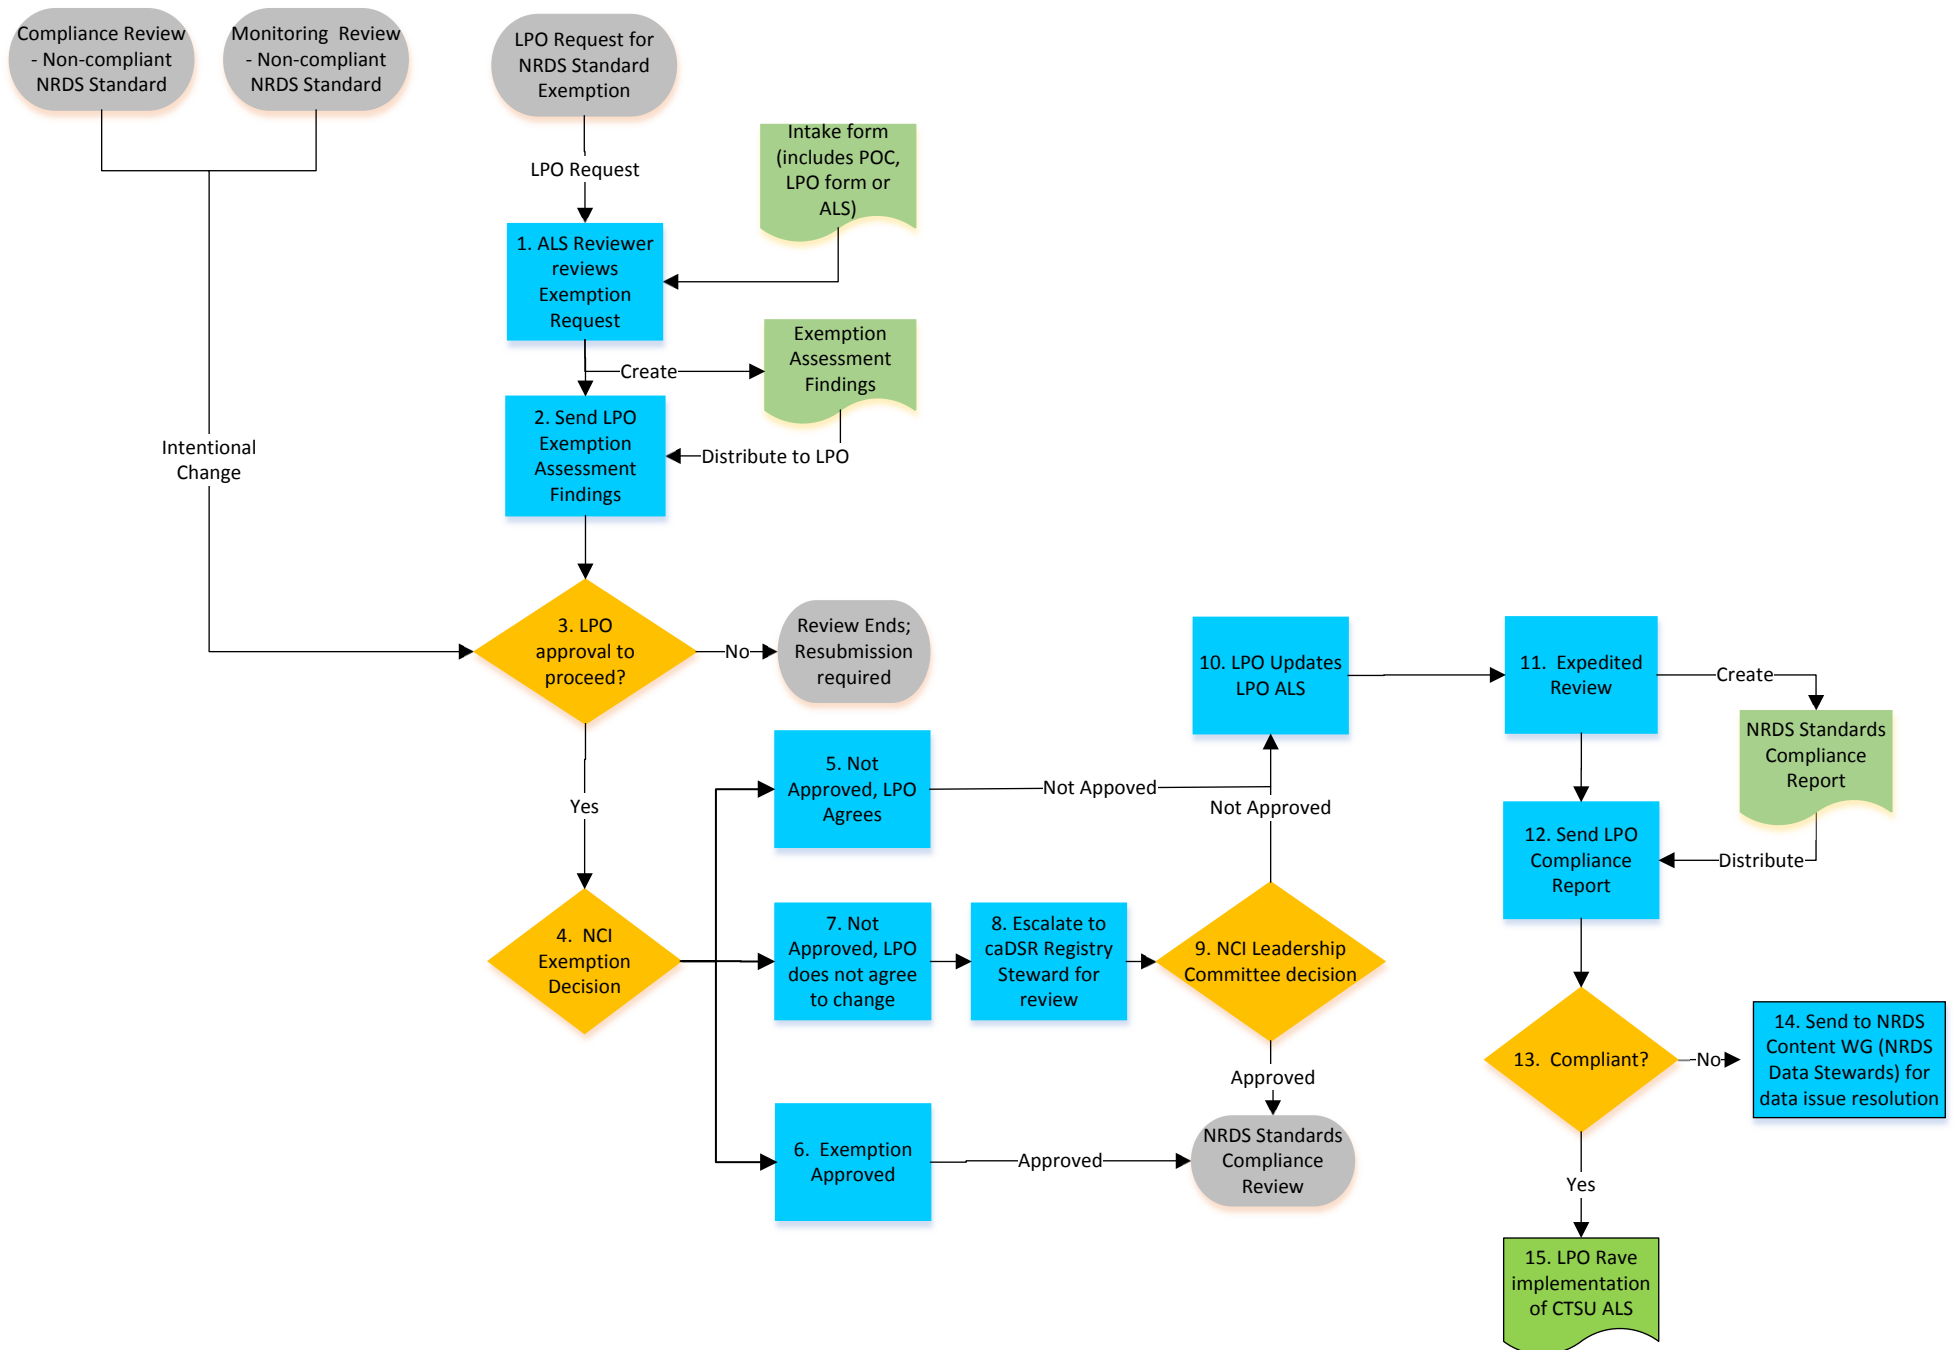 Compliance Review
- Non-compliant
NRDS Standard
Monitoring Review
- Non-compliant
NRDS Standard
LPO Request for
NRDS Standard
Exemption
LPO Request
Intake form
(includes POC,
LPO form or
ALS)
1. ALS Reviewer
reviews
Exemption
Request
Create
Exemption
Assessment
Findings
2. Send LPO
Exemption
Assessment
Findings
Distribute to LPO
Intentional
Change
3. LPO
approval to
proceed?
No
Review Ends;
Resubmission
required
Yes
4. NCI
Exemption
Decision
5. Not
Approved, LPO
Agrees
Not Appoved
7. Not
Approved, LPO
does not agree
to change
8. Escalate to
caDSR Registry
Steward for
review
9. NCI Leadership
Committee decision
Not Approved
Approved
6. Exemption
Approved
Approved
NRDS Standards
Compliance
Review
10. LPO Updates
LPO ALS
11. Expedited
Review
Create
NRDS Standards
Compliance
Report
Distribute
12. Send LPO
Compliance
Report
13. Compliant?
No
14. Send to NRDS
Content WG (NRDS
Data Stewards) for
data issue resolution
Yes
15. LPO Rave
implementation
of CTSU ALS